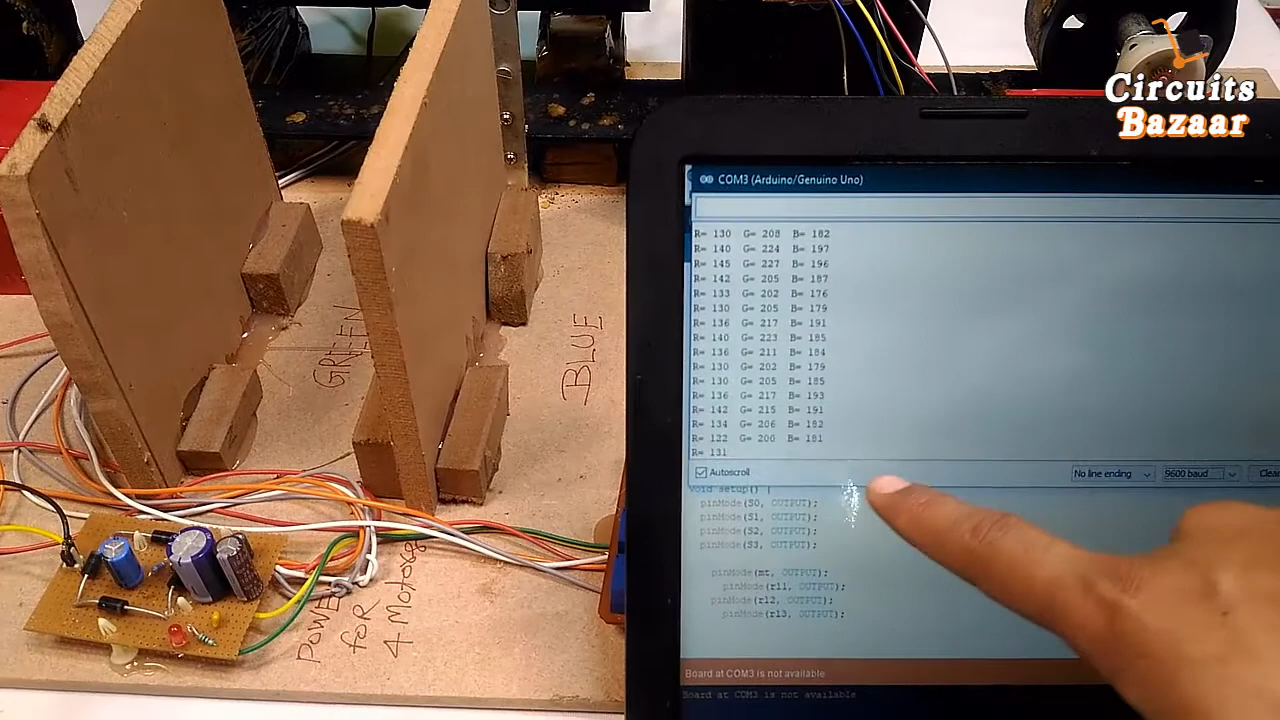 Circuits
Bazaar
COM3 (Arduino/Genuino Uno)
R= 130 G= 208 B= 182
R= 140 G= 224 B= 197
R= 145 G= 227 B= 196
R= 142 G= 205 B= 187
R= 133 G= 202 B= 176
R= 130 G= 205 B= 179
R= 136 G= 217 B= 191
R= 140 G= 223 B= 185
R= 136 G= 211 B= 184
R= 130 G= 202 B= 179
R= 130 G= 205 B= 185
R= 136 G= 217 B= 193
R= 142 G= 215 B= 191
R= 134 G= 206 B= 182
R= 122 G= 200 B= 181
R= 131
Autoscroll
No line ending
9600 baud
Clea
void setup() {
pinMode(S0, OUTPUT);
pinMode(S1, OUTPUT);
pinMode(S2, OUTPUT);
pinMode(S3, OUTPUT);
pinMode(mt, OUTPUT);
pinMode(rl1, OUTPUT);
pinMode(rl2, OUTPUT);
pinMode(rl3, OUTPUT);
Board at COM3 is not available
Board at COM3 is not available
GREEN
BLUE
POWER
foR
4 Motors